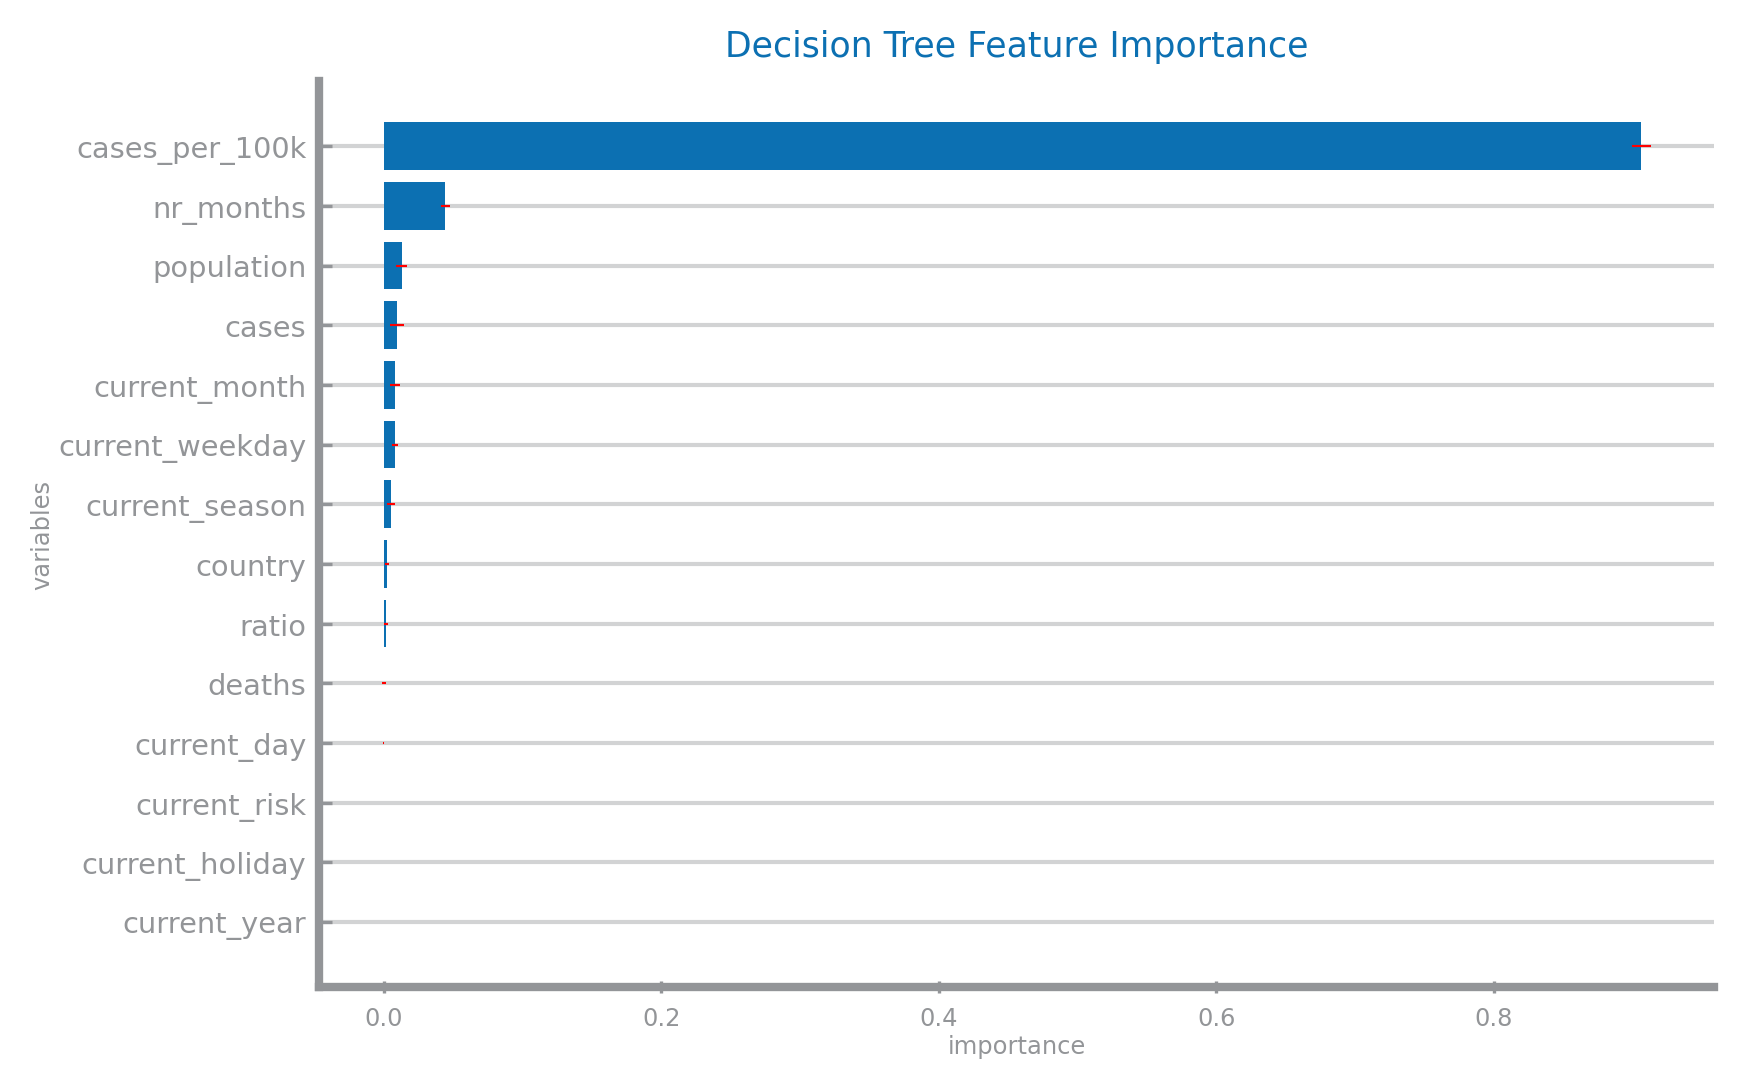 Decision Tree Feature Importance
cases_per_100k
nr_months
population
cases
current_month
current_weekday
current_season
country
ratio
deaths
current_day
current_risk
current_holiday
current_year
variables
0.0 0.2 0.4 0.6 0.8
importance